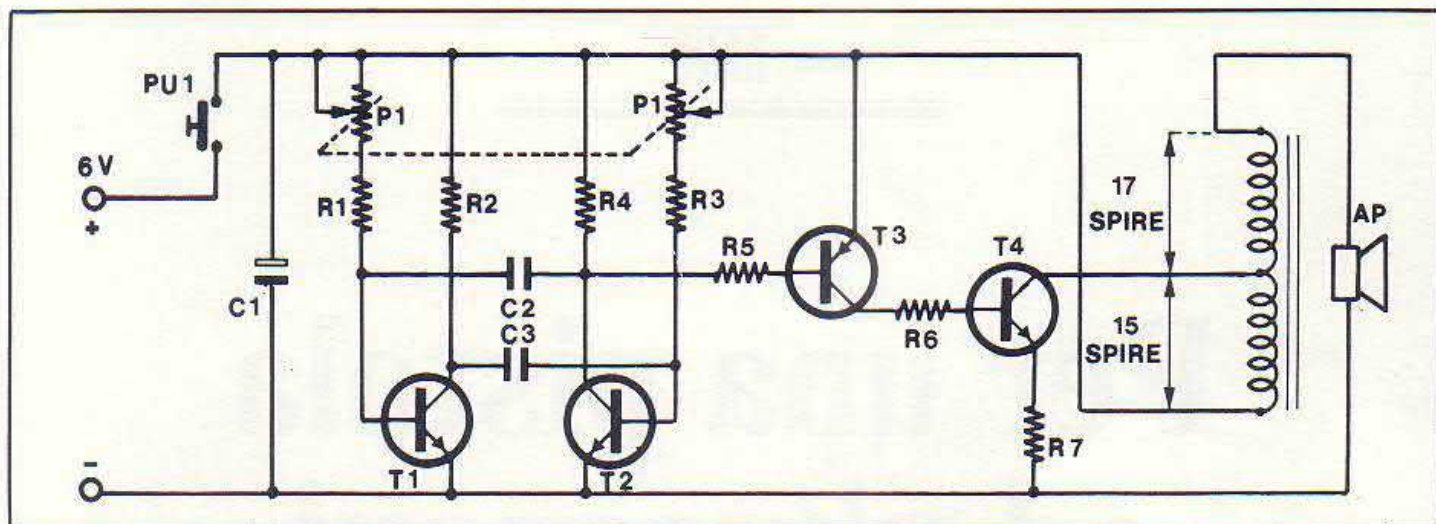 PU1
6V
+
P1
P1
R1
R2
R4
R3
C1
C2
C3
R5
T3
R6
T4
17
SPIRE
15
SPIRE
AP
T1
T2
R7
-